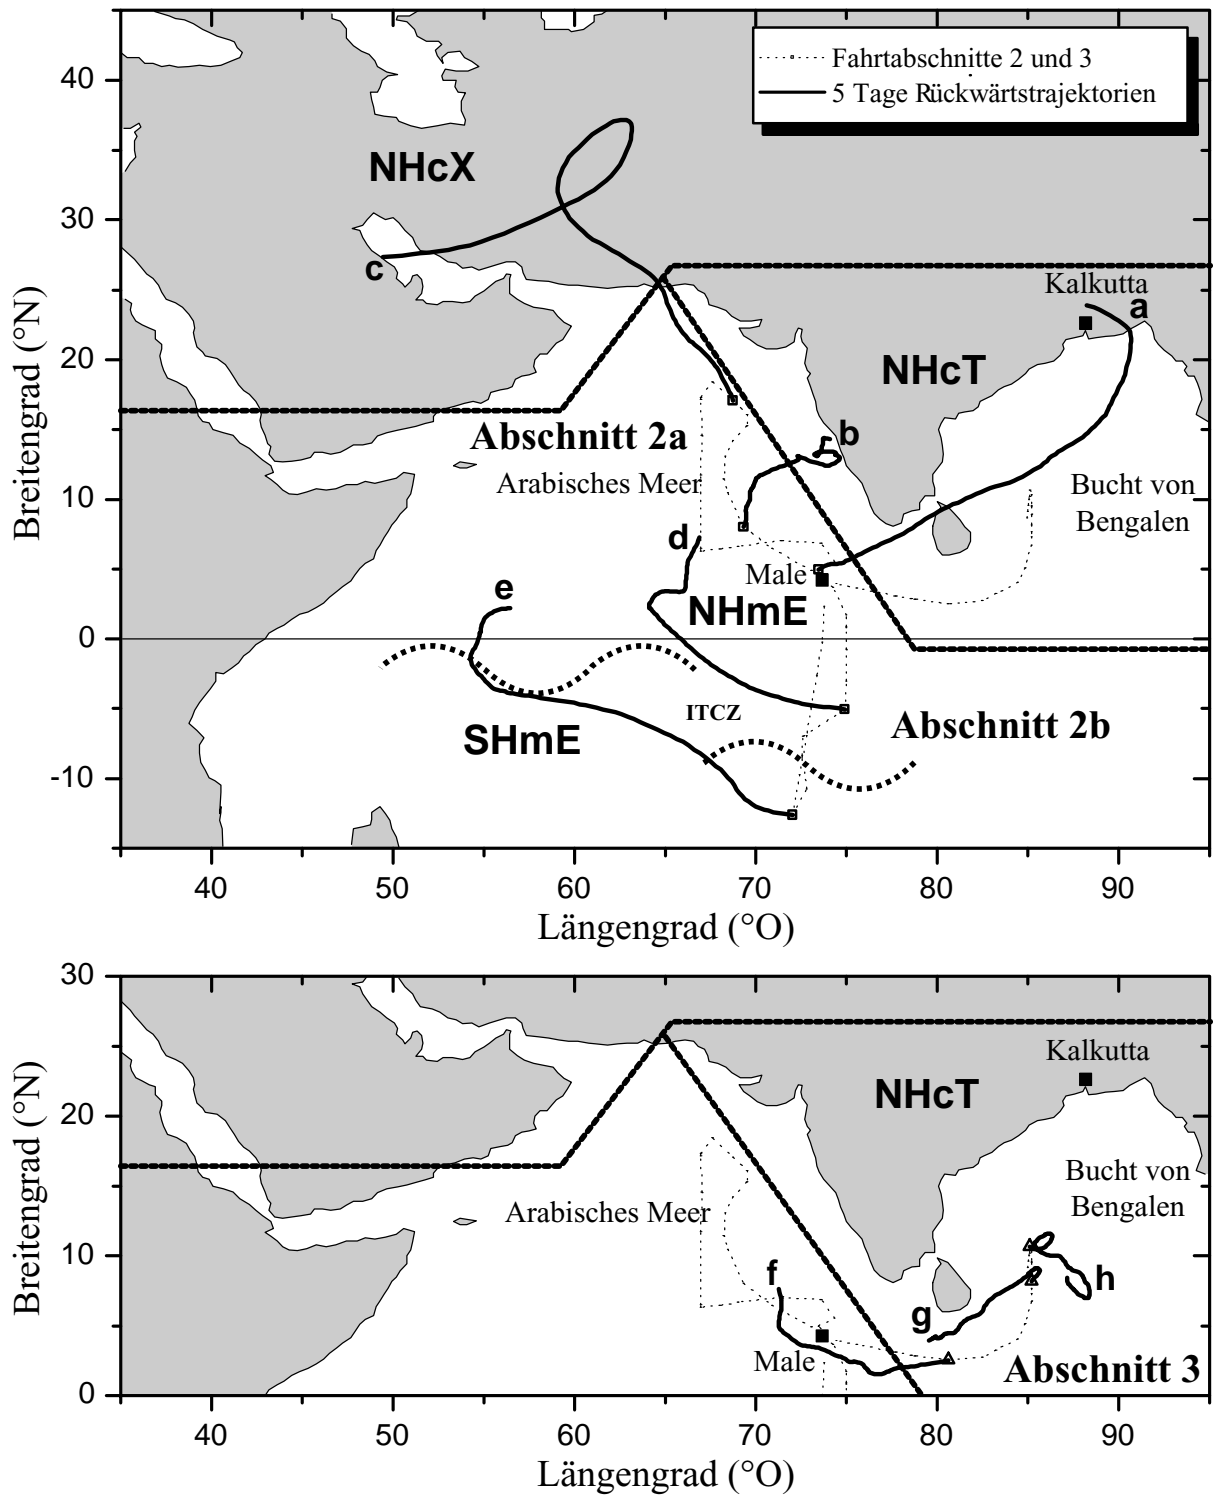 Fahrtabschnitte 2 und 3
5 Tage Rückwärtstrajektorien
40
30
20
10
0
-10
Breitengrad (°N)
NHcX
c
Kalkutta
a
NHcT
b
Abschnitt 2a
Arabisches Meer
Bucht von
Bengalen
d
Male
e
NHmE
ITCZ
SHmE
Abschnitt 2b
40
50
60
70
80
90
Längengrad (°O)
30
20
10
0
Breitengrad (°N)
Kalkutta
NHcT
Bucht von
Bengalen
Arabisches Meer
f
h
g
Male
Abschnitt 3
40
50
60
70
80
90
Längengrad (°O)